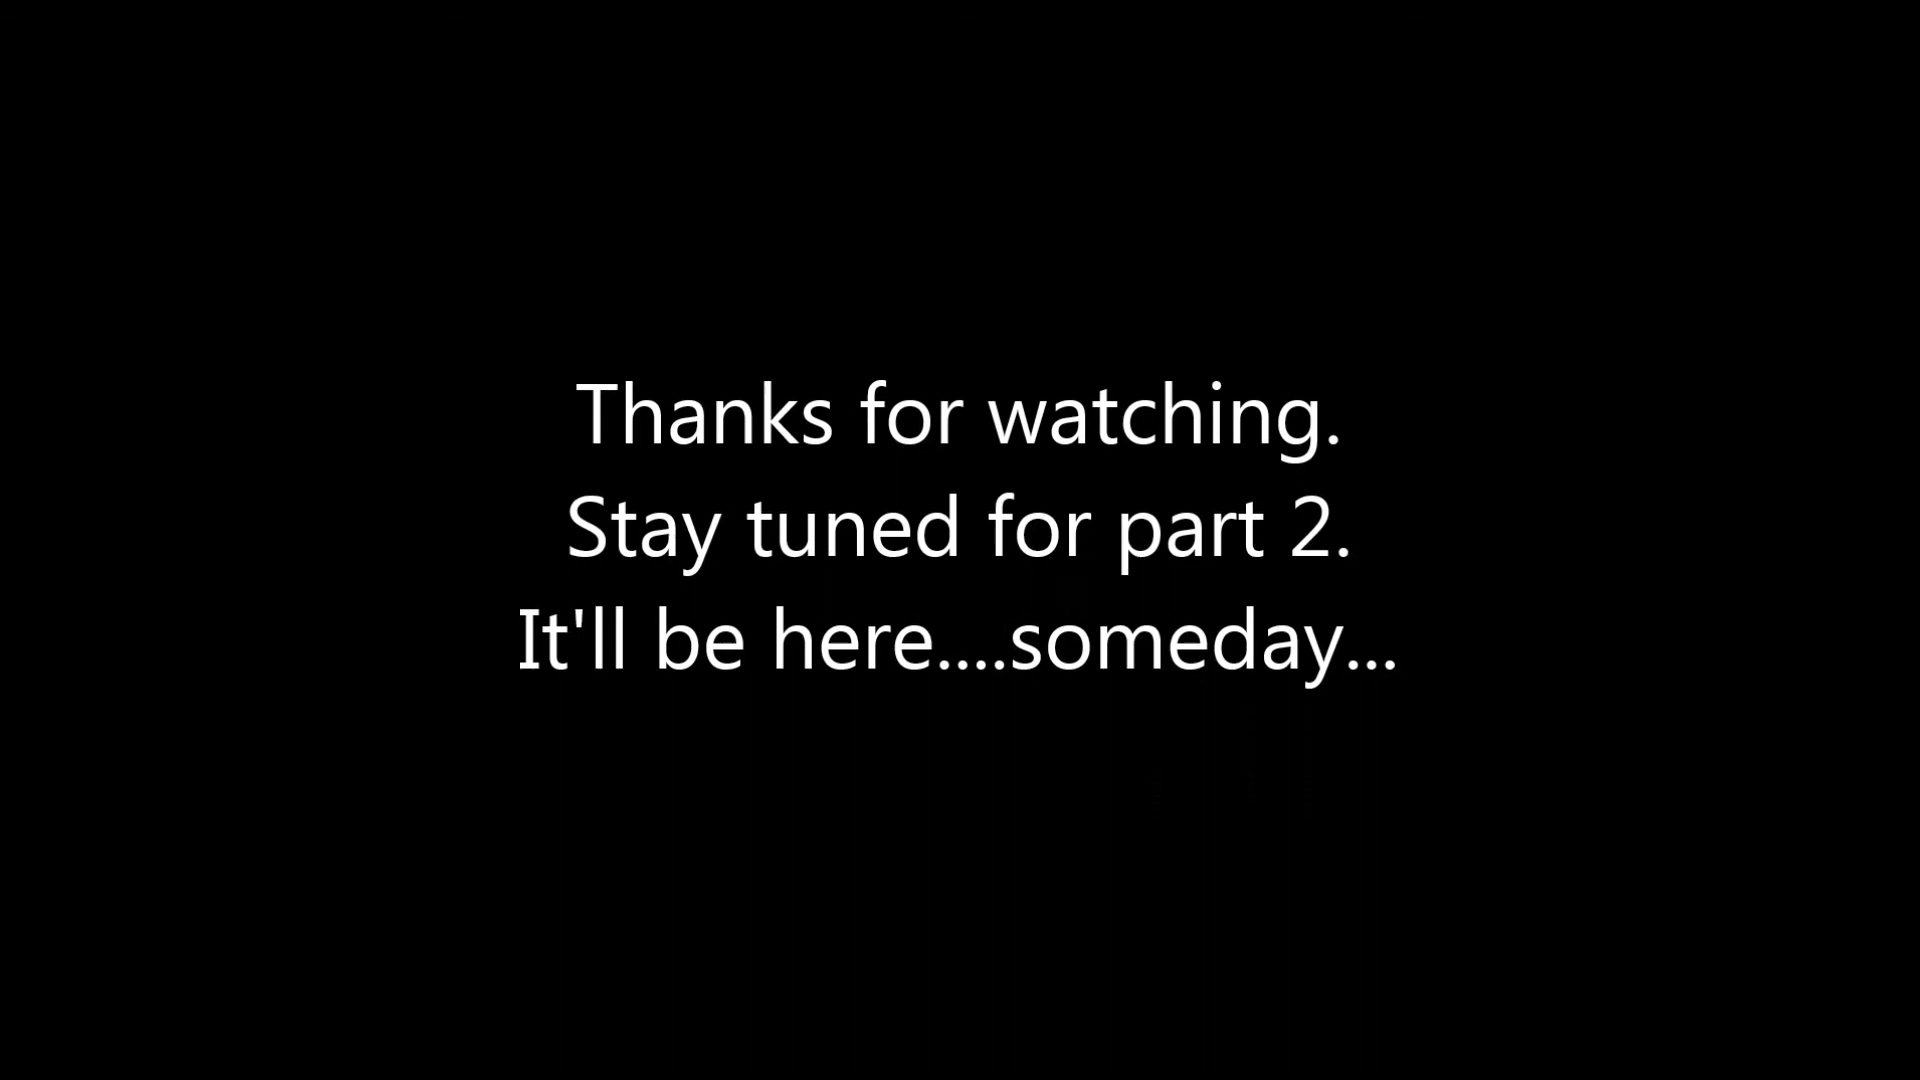 Thanks for watching.
Stay tuned for part 2.
It'll be here....someday...